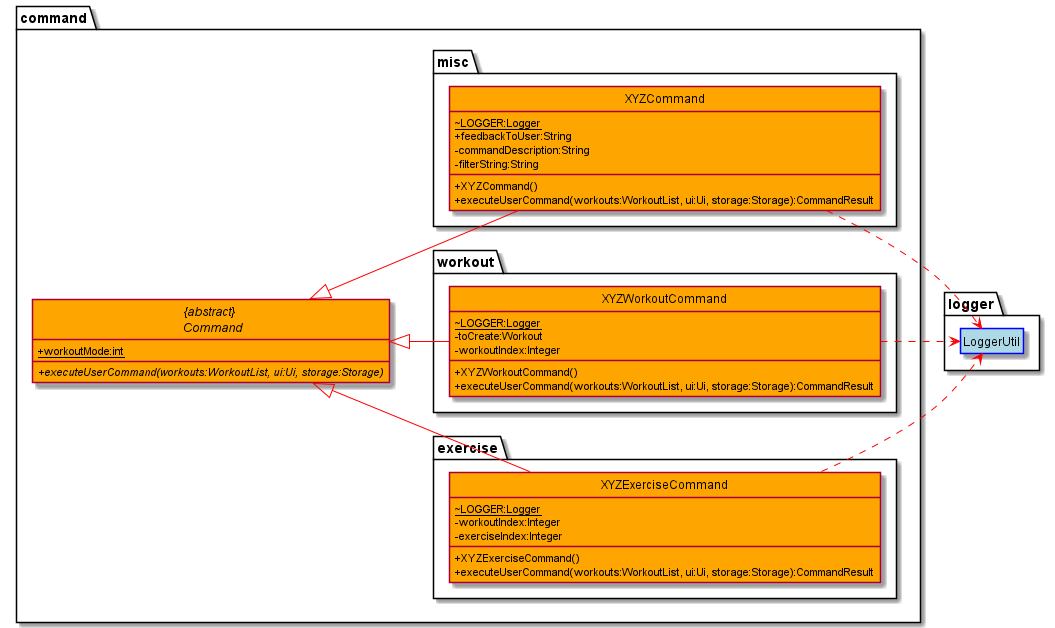 command
misc
XYZCommand
~LOGGER:Logger
+feedbackToUser:String
-commandDescription:String
-filterString:String
+XYZCommand()
+executeUserCommand(workouts:WorkoutList, ui:Ui, storage:Storage):CommandResult
workout
XYZWorkoutCommand
~LOGGER:Logger
-toCreate:Workout
-workoutIndex:Integer
+XYZWorkoutCommand()
+executeUserCommand(workouts:WorkoutList, ui:Ui, storage:Storage):CommandResult
{abstract}
Command
+workoutMode:int
+executeUserCommand(workouts:WorkoutList, ui:Ui, storage:Storage)
logger
LoggerUtil
exercise
XYZExerciseCommand
~LOGGER:Logger
-workoutIndex:Integer
-exerciseIndex:Integer
+XYZExerciseCommand()
+executeUserCommand(workouts:WorkoutList, ui:Ui, storage:Storage):CommandResult